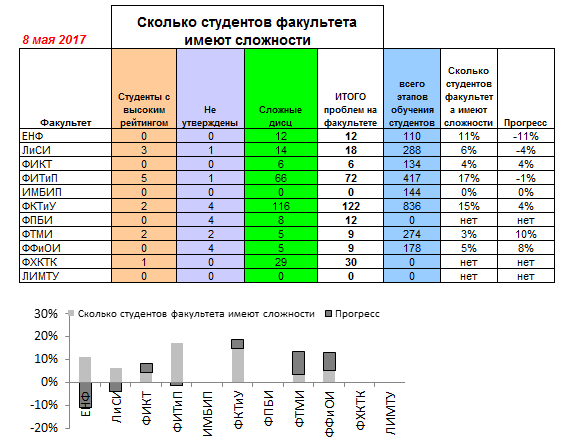 8 мая 2017
Сколько студентов факультета
имеют сложности
Факультет Студенты с высоким рейтингом Не утверждены Сложные дисц ИТОГО проблем на факультете всего этапов обучения студентов Сколько студентов факультет а имеют сложности Прогресс
ЕНФ 0 0 12 12 110 11% -11%
ЛиСИ 3 1 14 18 288 6% -4%
ФИКТ 0 0 6 6 134 4% 4%
ФИТиП 5 1 66 72 417 17% -1%
ИМБИП 0 0 0 0 144 0% 0%
ФКТиУ 2 4 116 122 836 15% 4%
ФПБИ 0 4 8 12 0 нет нет
ФТМИ 2 2 5 9 274 3% 10%
ФФиОИ 0 4 5 9 178 5% 8%
ФХКТК 1 0 29 30 0 нет нет
ЛИМТУ 0 0 0 0 0 нет нет
Сколько студентов факультета имеют сложности Прогресс
30%
20%
10%
0%
-10%
-20%
ЕНФ ЛиСИ ФИКТ ФИТиП ИМБИП ФКТиУ ФПБИ ФТМИ ФФиОИ ФХКТК ЛИМТУ